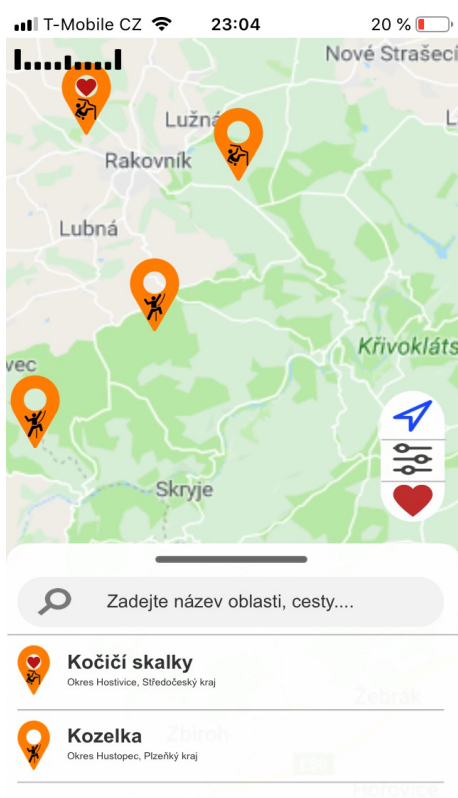 T-Mobile CZ 23:04 20 %
Nové Strašecí
Lužná
Rakovník
Lubná
Křivokláts
vec
Skryje
Zadejte název oblasti, cesty....
Kočičí skalky
Okres Hostivice, Středočeský kraj
Žebrák
Kozelka
Zbiroh
Okres Hustopec, Plzeňký kraj
Hořovice